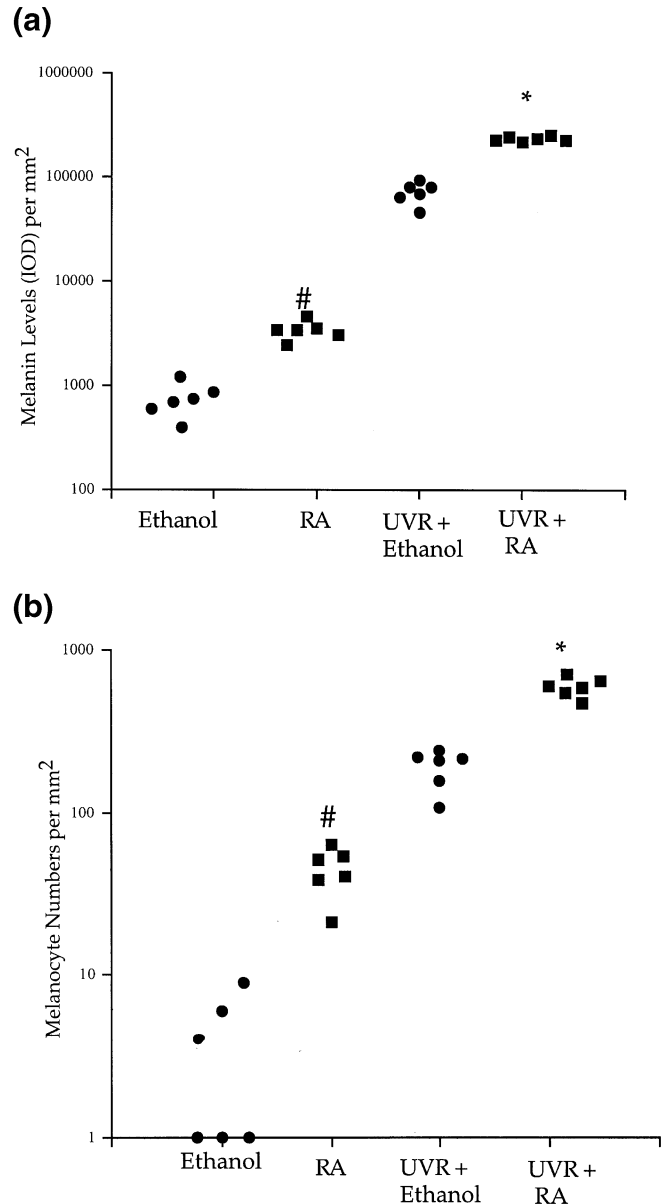 (a)
Melanin Levels (IOD) per mm2
1000000
100000
10000
1000
100
*
#
Ethanol
RA
UVR +
Ethanol
UVR +
RA
(b)
Melanocyte Numbers per mm2
1000
100
10
1
*
#
Ethanol
RA
UVR +
Ethanol
UVR +
RA